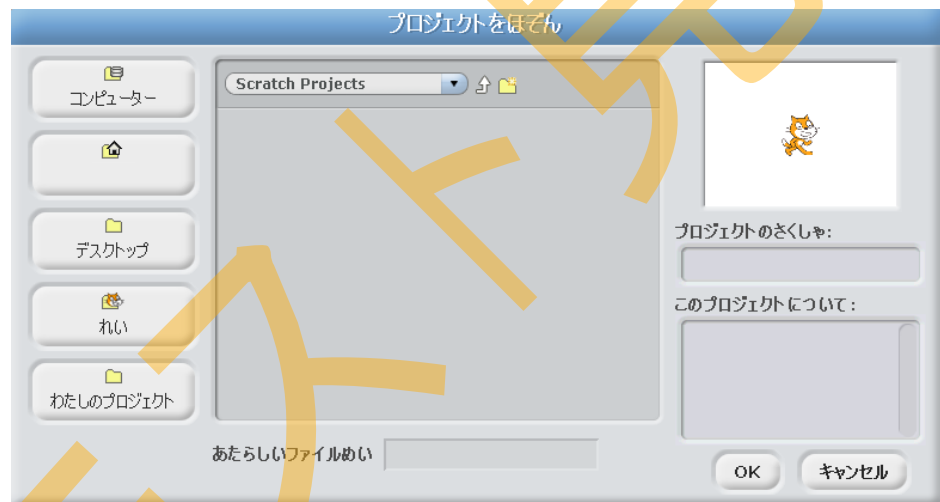 プロジェクトをほぞん
コンピューター
デスクトップ
れい
わたしのプロジェクト
Scratch Projects
あたらしいファイルめい
プロジェクトのさくしゃ:
このプロジェクトについて:
OK
キャンセル